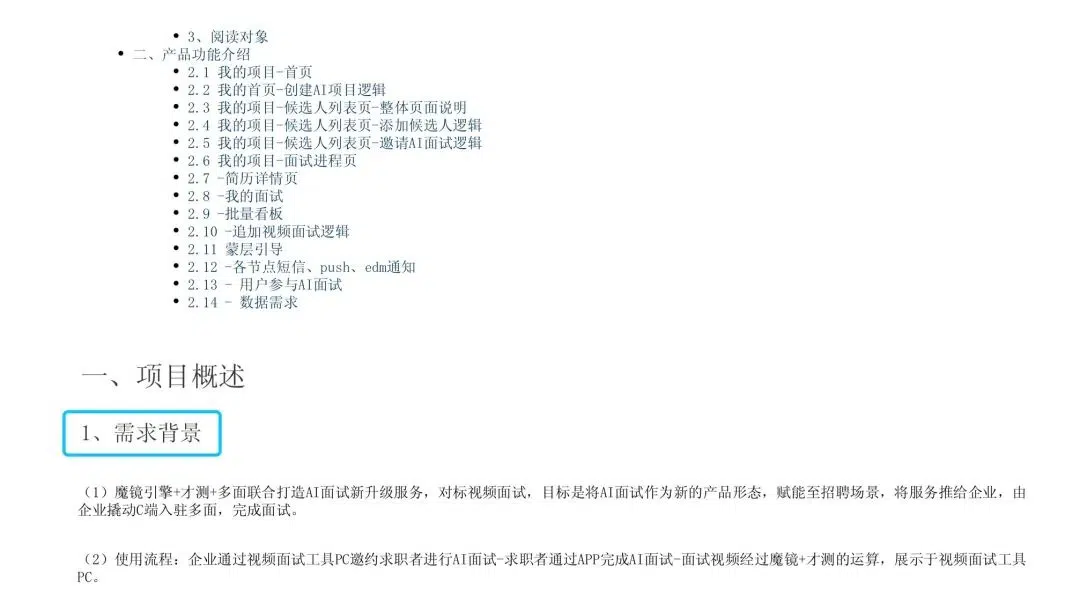 3、阅读对象
二、产品功能介绍
2.1 我的项目-首页
2.2 我的首页-创建AI项目逻辑
2.3 我的项目-候选人列表页-整体页面说明
2.4 我的项目-候选人列表页-添加候选人逻辑
2.5 我的项目-候选人列表页-邀请AI面试逻辑
2.6 我的项目-面试进程页
2.7 -简历详情页
2.8 -我的面试
2.9 -批量看板
2.10 -追加视频面试逻辑
2.11 蒙层引导
2.12 -各节点短信、push、edm通知
2.13 - 用户参与AI面试
2.14 - 数据需求
一、项目概述
1、需求背景
（1）魔镜引擎+才测+多面联合打造AI面试新升级服务，对标视频面试，目标是将AI面试作为新的产品形态，赋能至招聘场景，将服务推给企业，由
企业撬动C端入驻多面，完成面试。
（2）使用流程：企业通过视频面试工具PC邀约求职者进行AI面试-求职者通过APP完成AI面试-面试视频经过魔镜+才测的运算，展示于视频面试工具
PC。